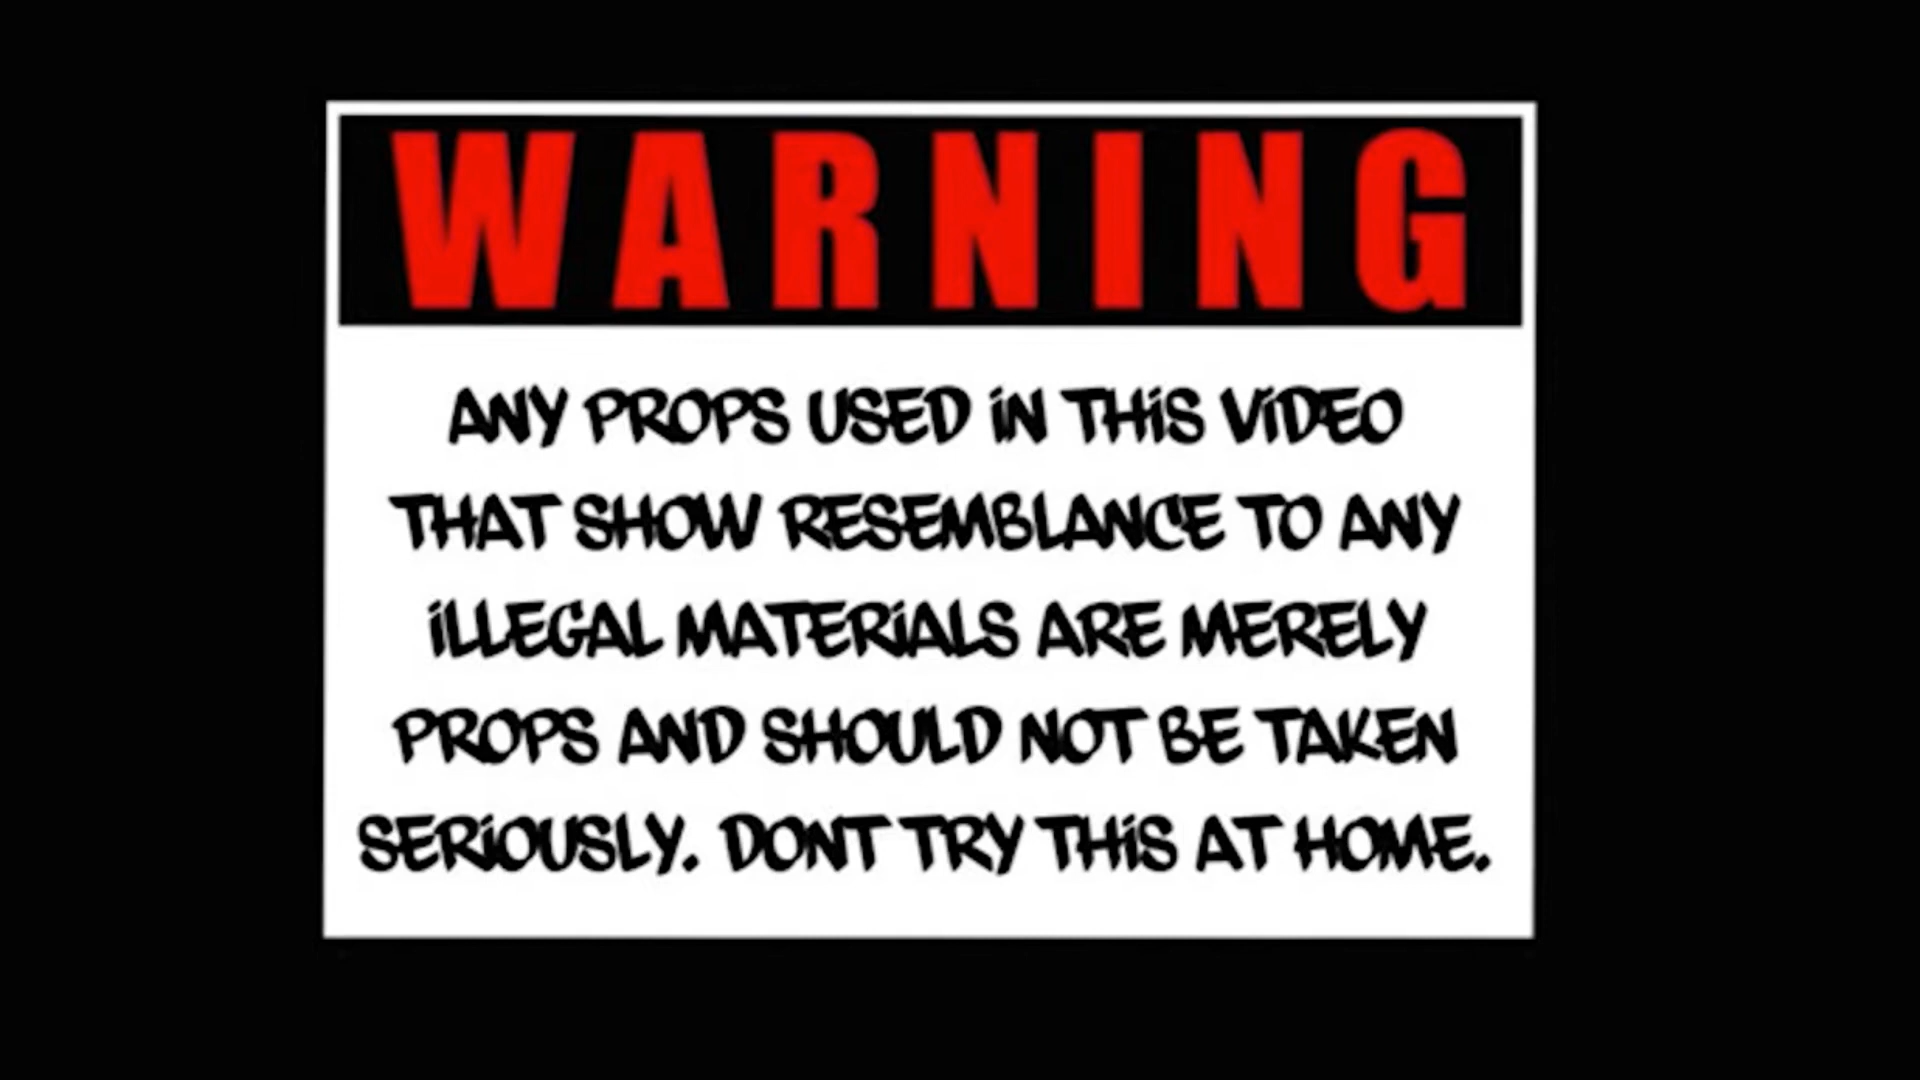 WARNING
ANY PROPS USED iN THiS ViDEO
THAT SHOW RESEMBLANCE TO ANY
iLLEGAL MATERiALS ARE MERELY
PROPS AND SHOULD NOT BE TAKEN
SERiOUSLY. DONT TRY THiS AT HOME.